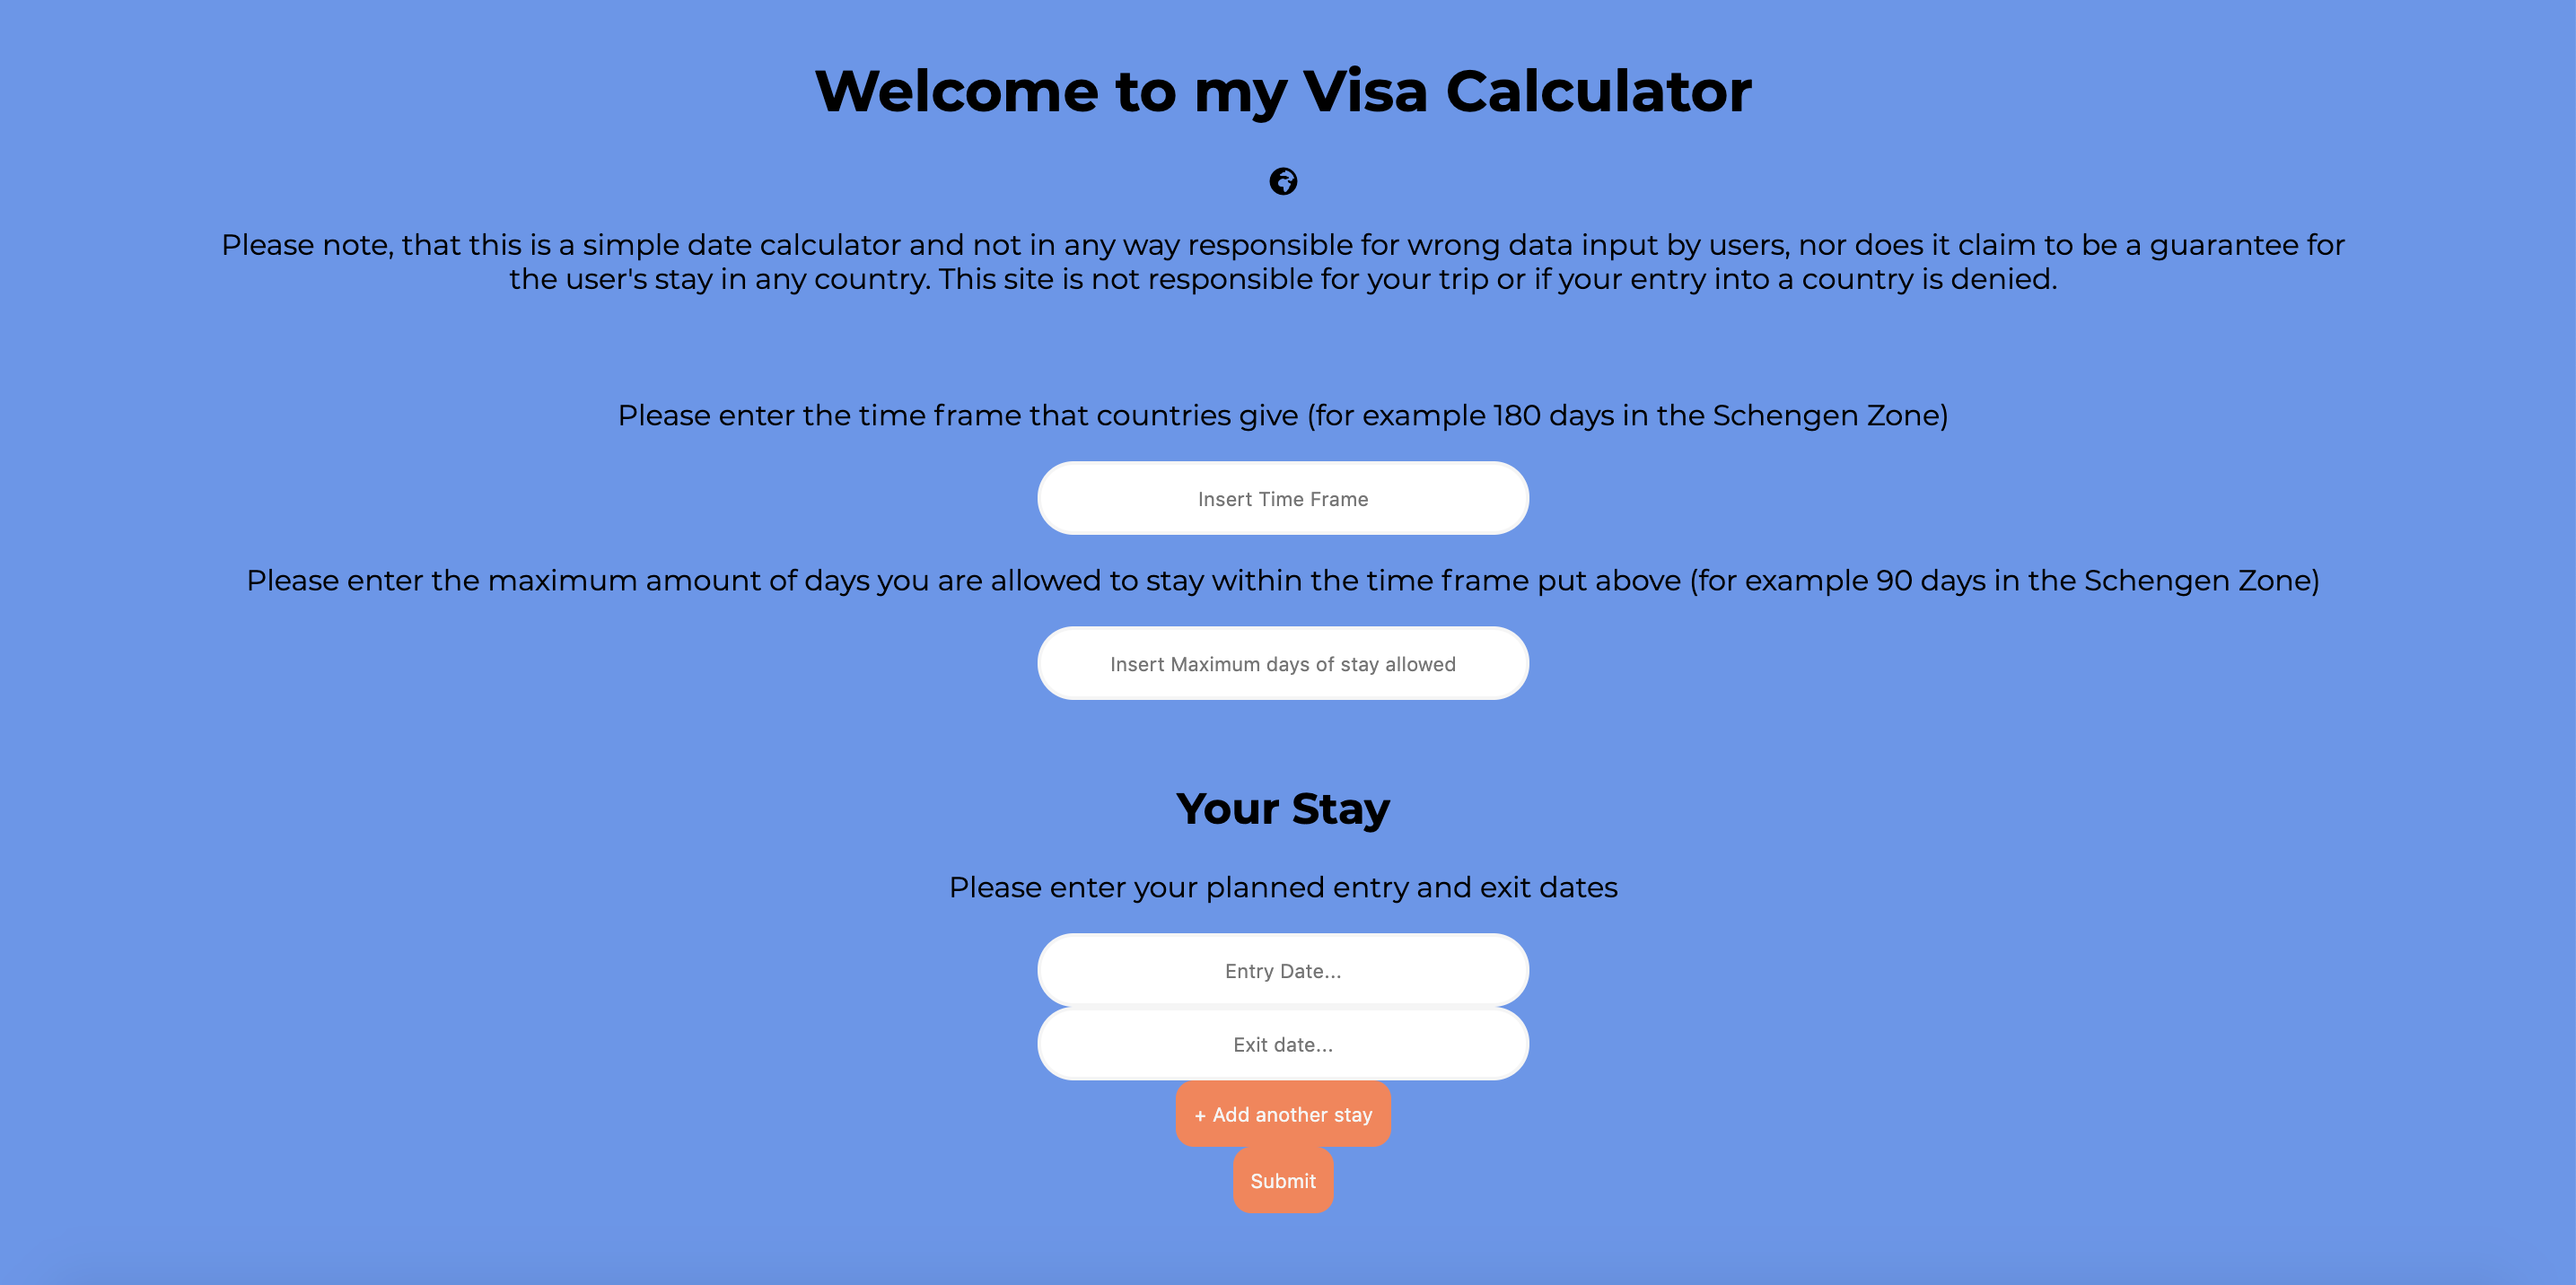 Welcome to my Visa Calculator
Please note, that this is a simple date calculator and not in any way responsible for wrong data input by users, nor does it claim to be a guarantee for
the user's stay in any country. This site is not responsible for your trip or if your entry into a country is denied.
Please enter the time frame that countries give (for example 180 days in the Schengen Zone)
Insert Time Frame
Please enter the maximum amount of days you are allowed to stay within the time frame put above (for example 90 days in the Schengen Zone)
Insert Maximum days of stay allowed
Your Stay
Please enter your planned entry and exit dates
Entry Date...
Exit date...
+ Add another stay
Submit